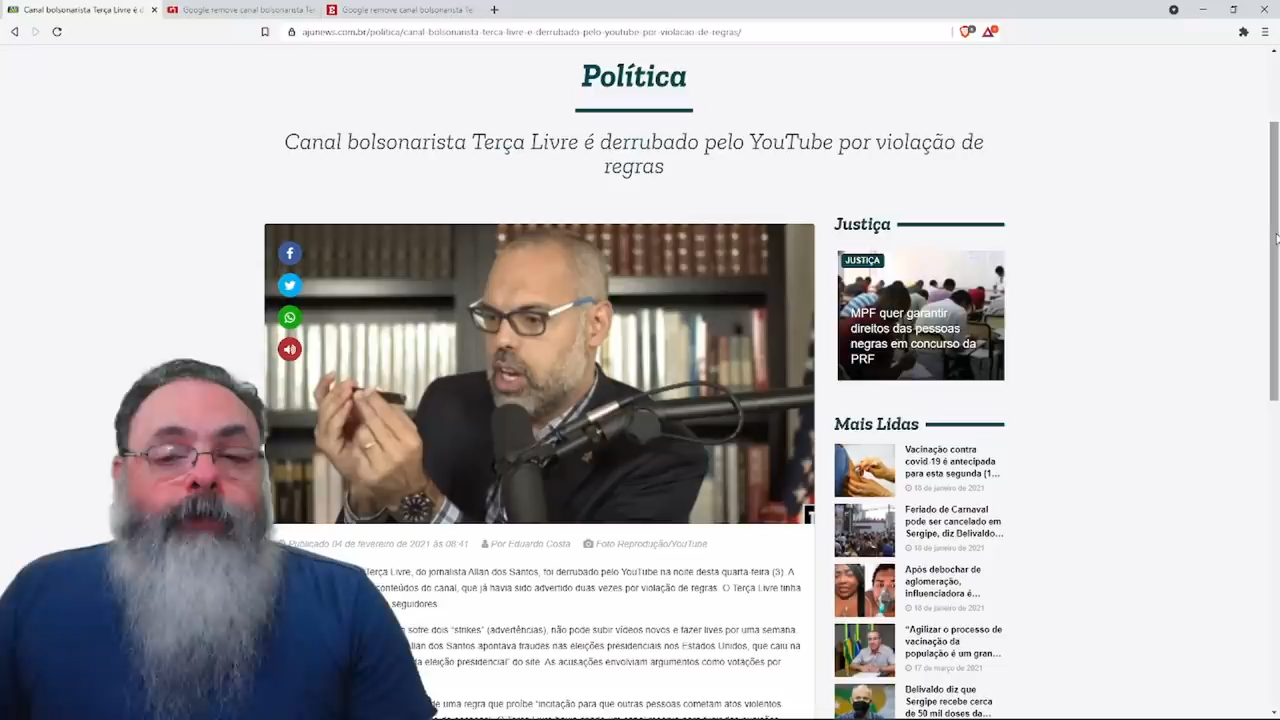 Canal bolsonarista Terça Livre é d
Google remove canal bolsonarista Ter
Google remove canal bolsonarista Te
ajunews.com.br/politica/canal-bolsonarista-terca-livre-e-derrubado-pelo-youtube-por-violacao-de-regras/
Política
Canal bolsonarista Terça Livre é derrubado pelo YouTube por violação de
regras
Justiça
JUSTIÇA
MPF quer garantir
direitos das pessoas
negras em concurso da
PRF
Mais Lidas
Vacinação contra
covid-19 é antecipada
para esta segunda (1...
18 de janeiro de 2021
Feriado de Carnaval
pode ser cancelado em
Sergipe, diz Belivaldo...
18 de janeiro de 2021
Após debochar de
aglomeração,
influenciadora é...
18 de janeiro de 2021
“Agilizar o processo de
vacinação da
população é um gran...
17 de março de 2021
Belivaldo diz que
Sergipe recebe cerca
de 50 mil doses da...
Publicado 04 de fevereiro de 2021 às 08:41 Por Eduardo Costa Foto Reprodução/YouTube
Terça Livre, do jornalista Allan dos Santos, foi derrubado pelo YouTube na noite desta quarta-feira (3). A
conteúdos do canal, que já havia sido advertido duas vezes por violação de regras. O Terça Livre tinha
seguidores
sofre dois “strikes” (advertências), não pode subir vídeos novos e fazer lives por uma semana.
dos Santos apontava fraudes nas eleições presidenciais nos Estados Unidos, que caiu na
eleição presidencial” do site. As acusações envolviam argumentos como votações por
de uma regra que proíbe “incitação para que outras pessoas cometam atos violentos